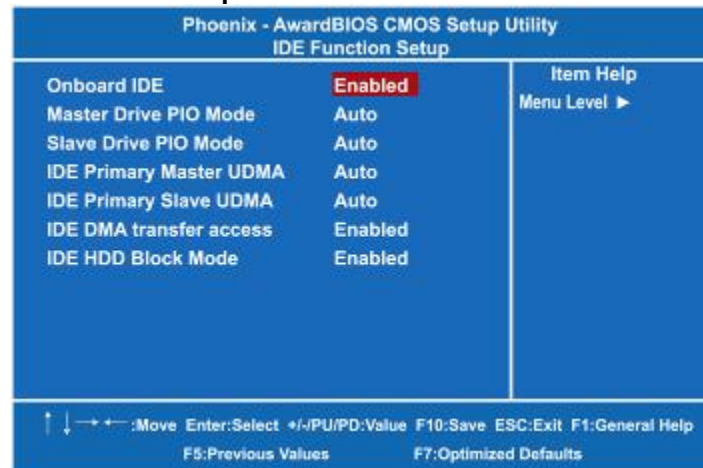 Phoenix - AwardBIOS CMOS Setup Utility
IDE Function Setup
Onboard IDE Enabled
Master Drive PIO Mode Auto
Slave Drive PIO Mode Auto
IDE Primary Master UDMA Auto
IDE Primary Slave UDMA Auto
IDE DMA transfer access Enabled
IDE HDD Block Mode Enabled
Item Help
Menu Level ►
↑ ↓ → ← :Move Enter:Select +/-/PU/PD:Value F10:Save ESC:Exit F1:General Help
F5:Previous Values F7:Optimized Defaults